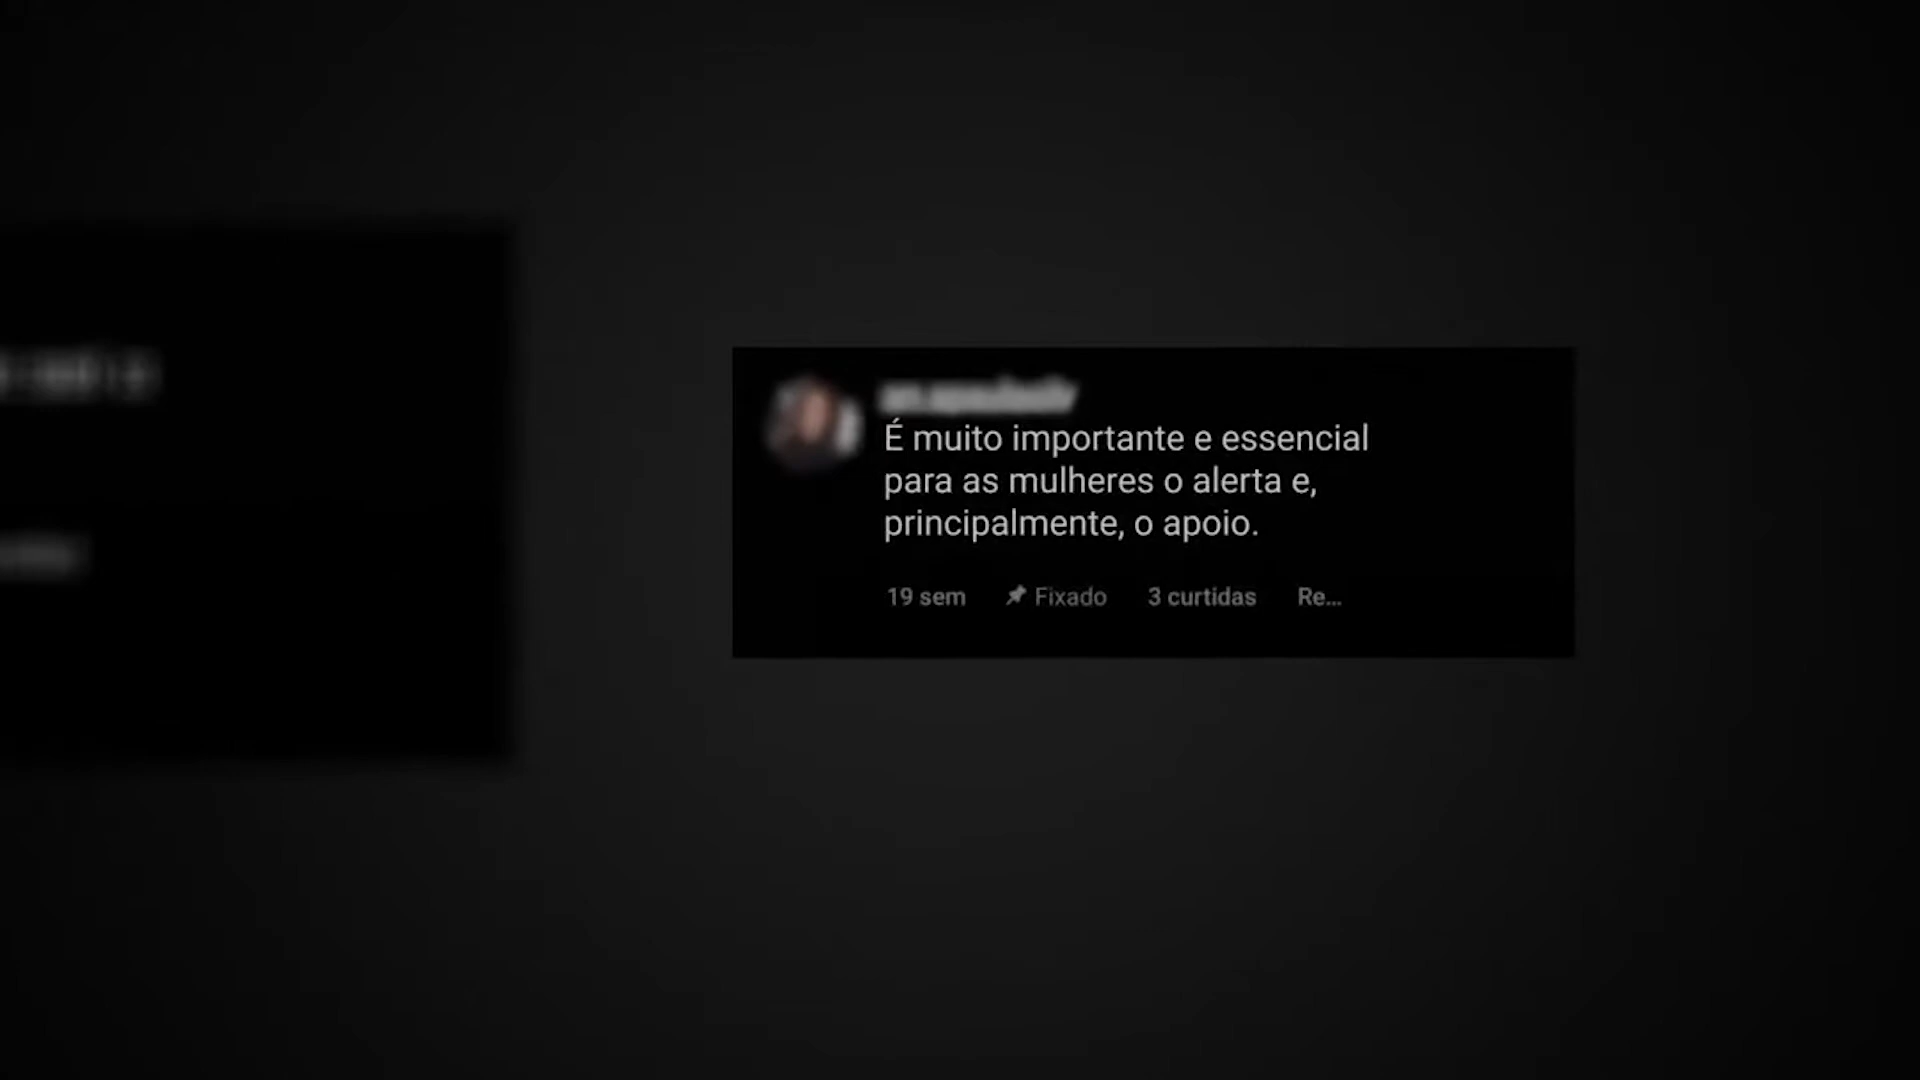 É muito importante e essencial
para as mulheres o alerta e,
principalmente, o apoio.
19 sem Fixado 3 curtidas Re...